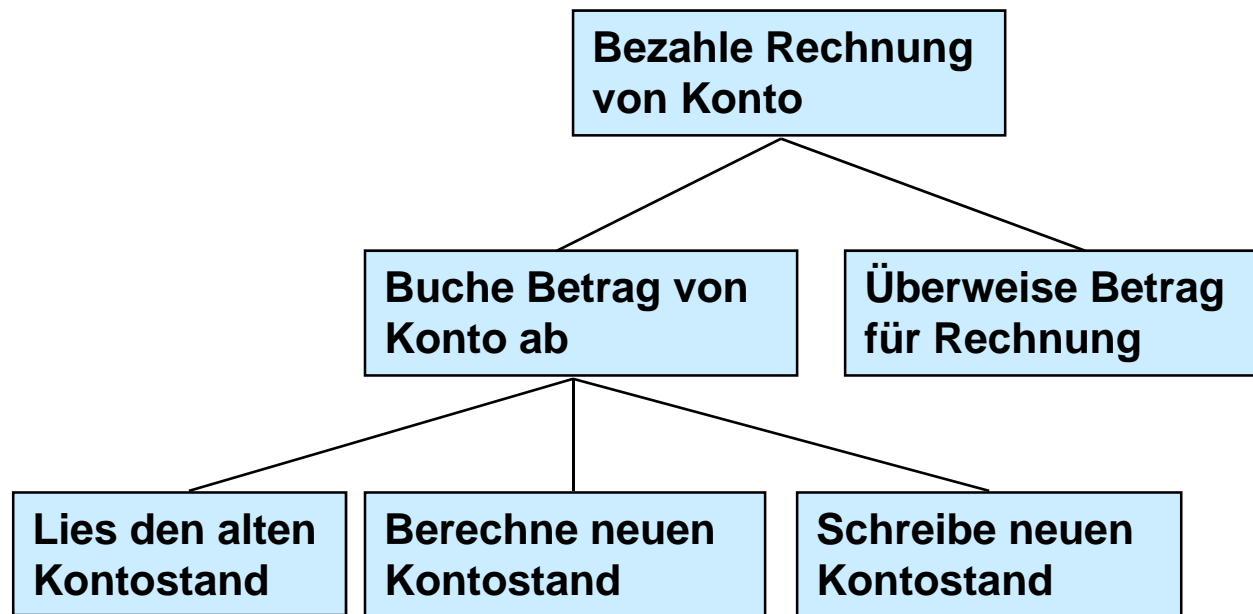 Bezahle Rechnung
von Konto
Buche Betrag von
Konto ab
Überweise Betrag
für Rechnung
Lies den alten
Kontostand
Berechne neuen
Kontostand
Schreibe neuen
Kontostand